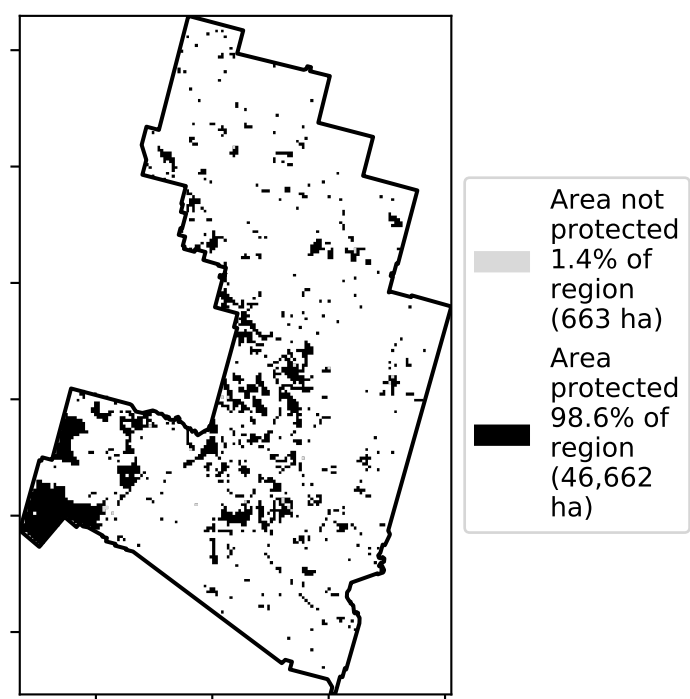 Area not
protected
1.4% of
region
(663 ha)
Area
protected
98.6% of
region
(46,662
ha)